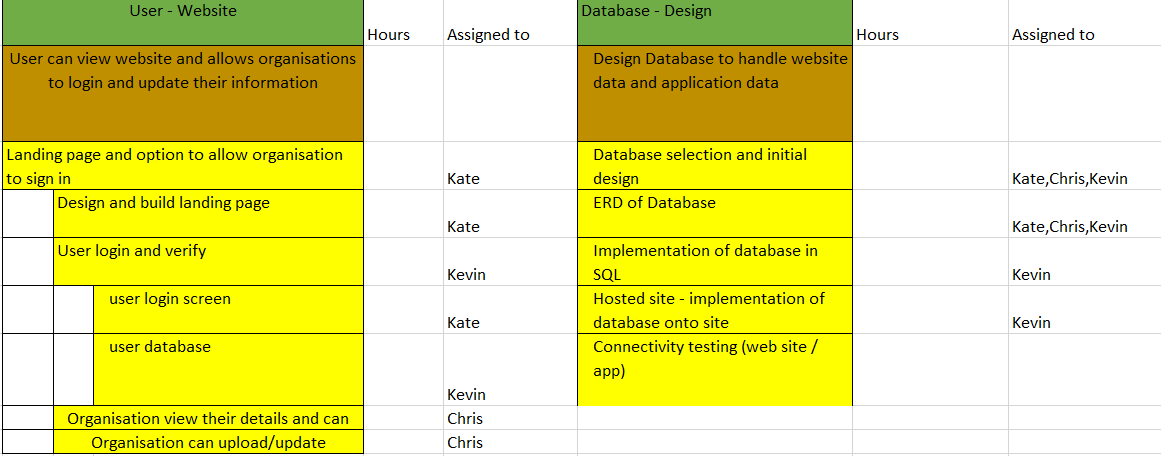 User - Website
Hours
Assigned to
Database - Design
Hours
Assigned to
User can view website and allows organisations
to login and update their information
Design Database to handle website
data and application data
Landing page and option to allow organisation
to sign in
Kate
Database selection and initial
design
Kate,Chris,Kevin
Design and build landing page
Kate
ERD of Database
Kate,Chris,Kevin
User login and verify
Kevin
Implementation of database in
SQL
Kevin
user login screen
Kate
Hosted site - implementation of
database onto site
Kevin
user database
Kevin
Connectivity testing (web site /
app)
Organisation view their details and can
Chris
Organisation can upload/update
Chris